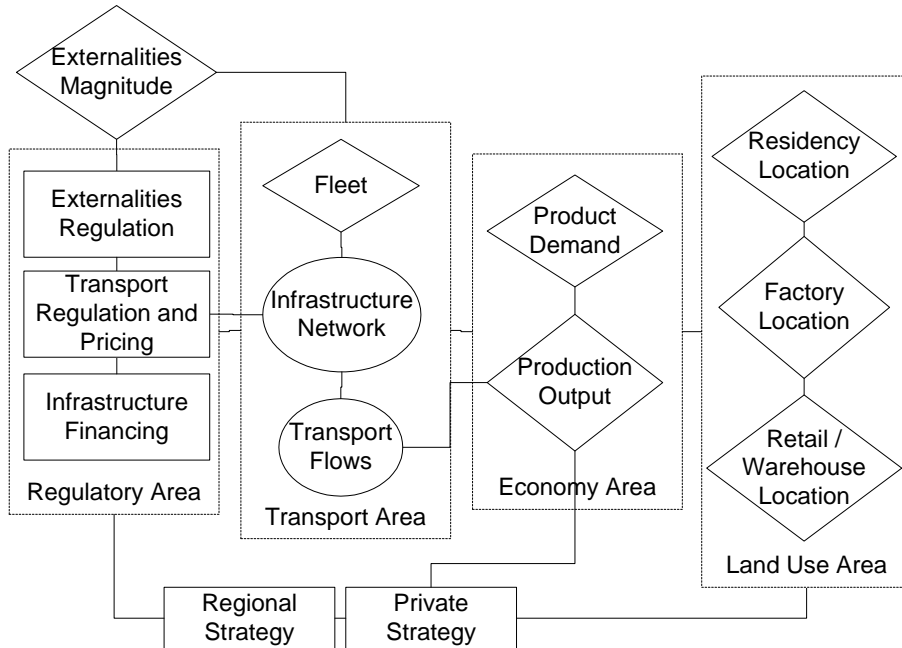 Externalities
Magnitude
Externalities
Regulation
Transport
Regulation and
Pricing
Infrastructure
Financing
Regulatory Area
Fleet
Infrastructure
Network
Transport
Flows
Transport Area
Product
Demand
Production
Output
Economy Area
Residency
Location
Factory
Location
Retail /
Warehouse
Location
Land Use Area
Regional
Strategy
Private
Strategy